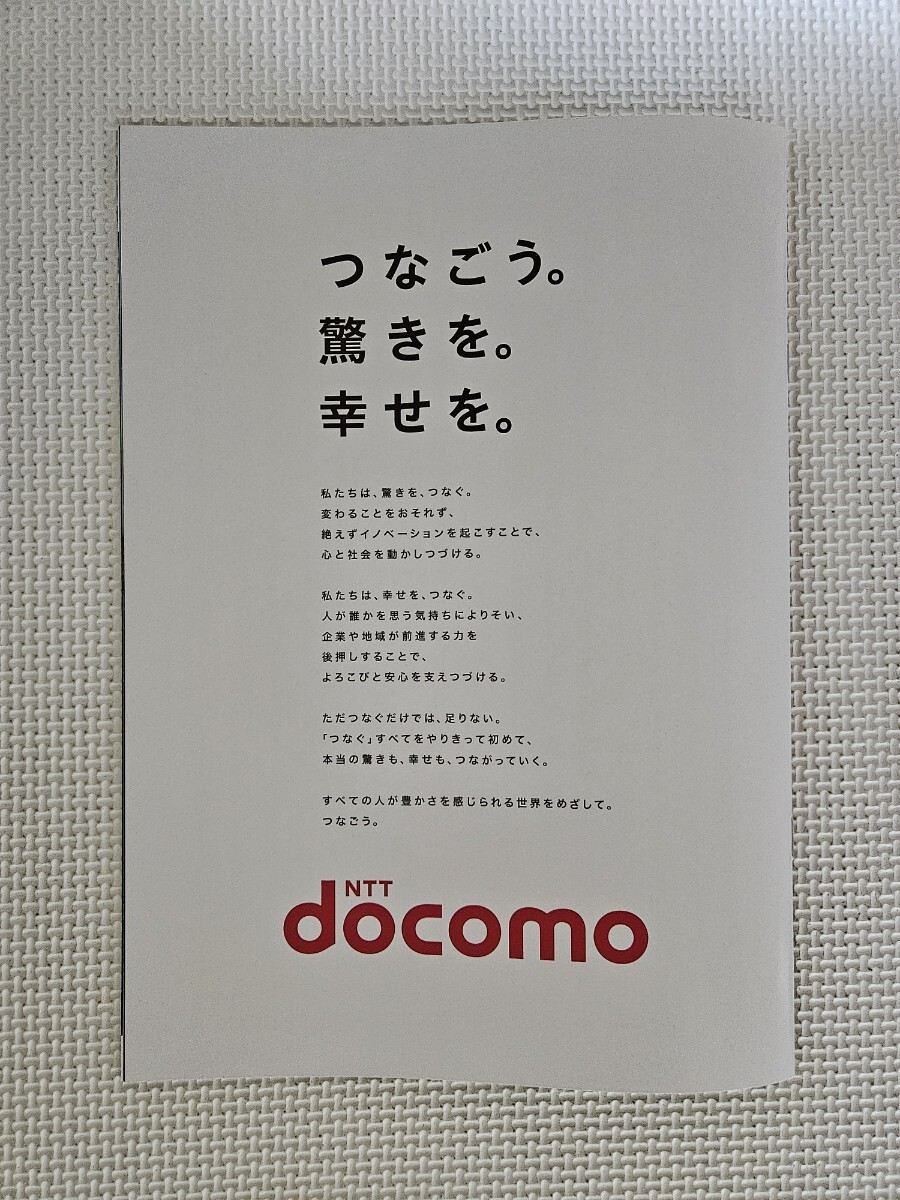 つなごう。
驚きを。
幸せを。
私たちは、驚きを、つなぐ。
変わることをおそれず、
絶えずイノベーションを起こすことで、
心と社会を動かしつづける。
私たちは、幸せを、つなぐ。
人が誰かを思う気持ちによりそい、
企業や地域が前進する力を
後押しすることで、
よろこびと安心を支えつづける。
ただつなぐだけでは、足りない。
「つなぐ」すべてをやりきって初めて、
本当の驚きも、幸せも、つながっていく。
すべての人が豊かさを感じられる世界をめざして。
つなごう。
NTT
docomo